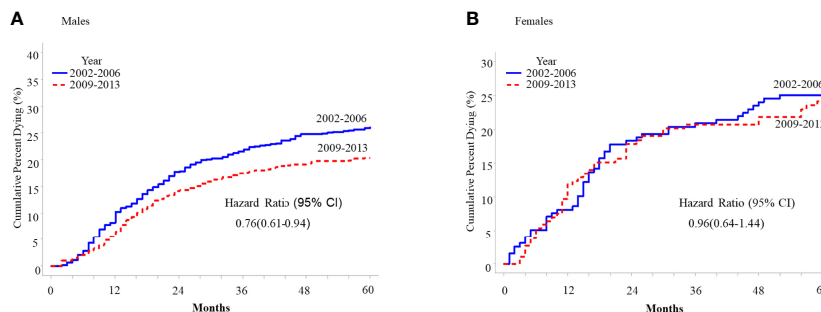 A Males
Year
2002-2006
2009-2013
Cumulative Percent Dying (%)
40
35
30
25
20
15
10
5
0
2002-2006
2009-2013
Hazard Ratio (95% CI)
0.76(0.61-0.94)
0 12 24 36 48 60
Months
B Females
Year
2002-2006
2009-2013
Cumulative Percent Dying (%)
30
25
20
15
10
5
0
2002-2006
2009-2013
Hazard Ratio (95% CI)
0.96(0.64-1.44)
0 12 24 36 48 60
Months